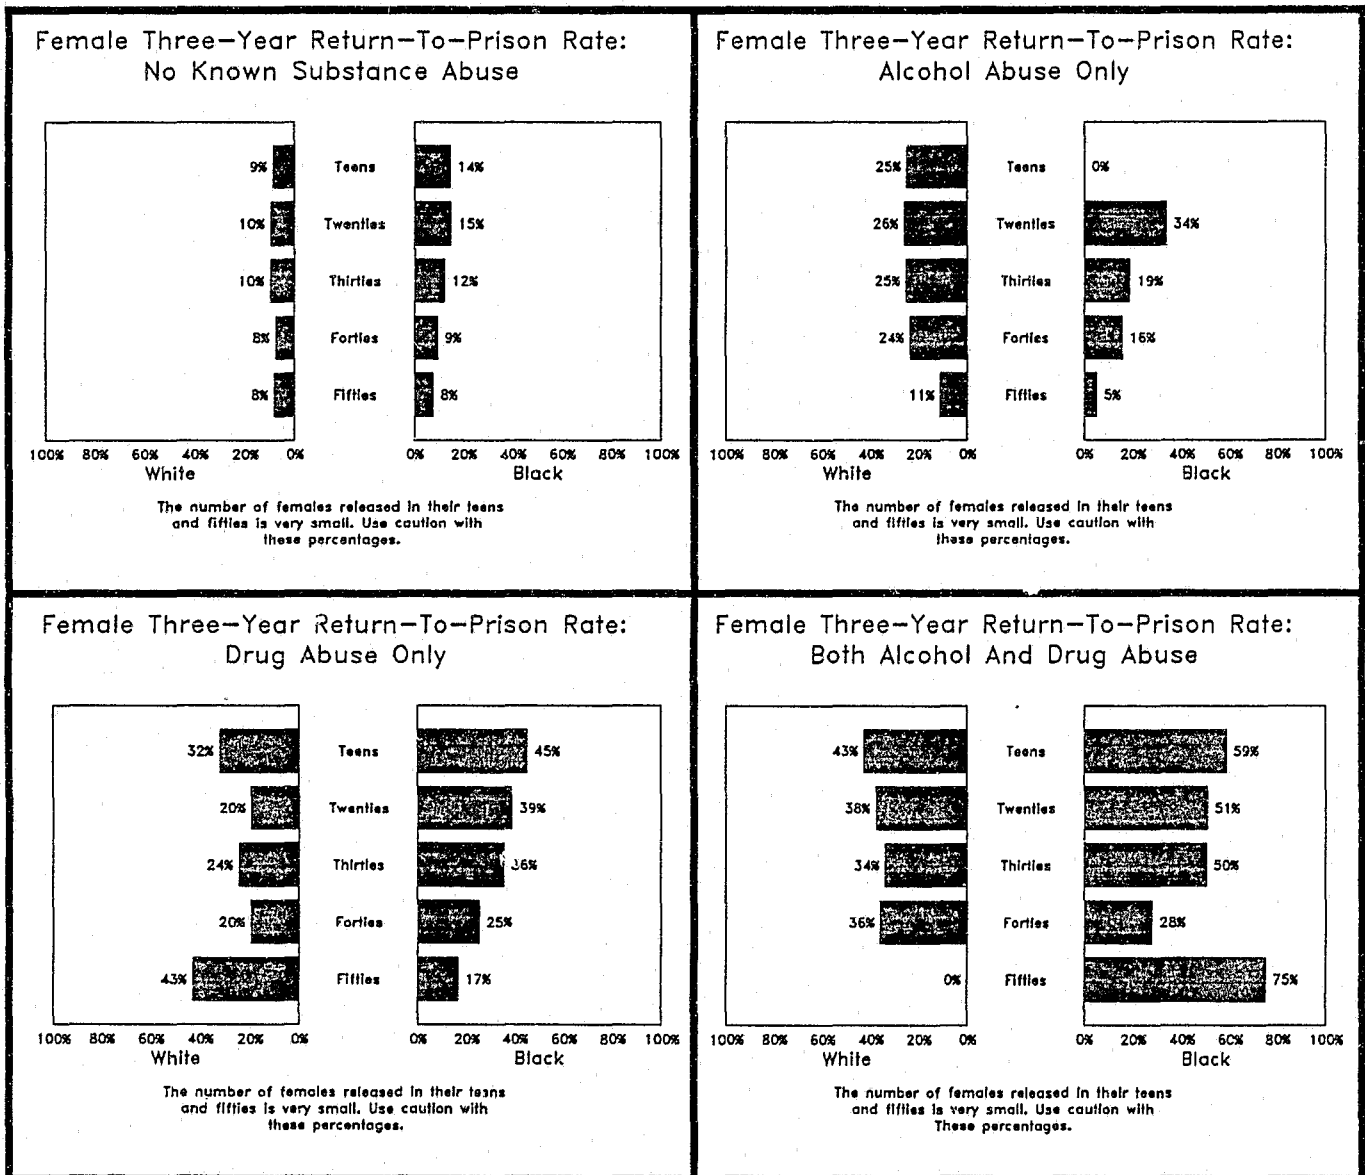 Female Three-Year Return-To-Prison Rate:
No Known Substance Abuse
9% Teens 14%
10% Twenties 15%
10% Thirties 12%
8% Forties 9%
8% Fifties 8%
100% 80% 60% 40% 20% 0% 0% 20% 40% 60% 80% 100%
White Black
The number of females released in their teens
and fifties is very small. Use caution with
these percentages.
Female Three-Year Return-To-Prison Rate:
Alcohol Abuse Only
25% Teens 0%
26% Twenties 34%
25% Thirties 19%
24% Forties 16%
11% Fifties 5%
100% 80% 60% 40% 20% 0% 0% 20% 40% 60% 80% 100%
White Black
The number of females released in their teens
and fifties is very small. Use caution with
these percentages.
Female Three-Year Return-To-Prison Rate:
Drug Abuse Only
32% Teens 45%
20% Twenties 39%
24% Thirties 36%
20% Forties 25%
43% Fifties 17%
100% 80% 60% 40% 20% 0% 0% 20% 40% 60% 80% 100%
White Black
The number of females released in their teens
and fifties is very small. Use caution with
these percentages.
Female Three-Year Return-To-Prison Rate:
Both Alcohol And Drug Abuse
43% Teens 59%
38% Twenties 51%
34% Thirties 50%
36% Forties 28%
0% Fifties 75%
100% 80% 60% 40% 20% 0% 0% 20% 40% 60% 80% 100%
White Black
The number of females released in their teens
and fifties is very small. Use caution with
These percentages.